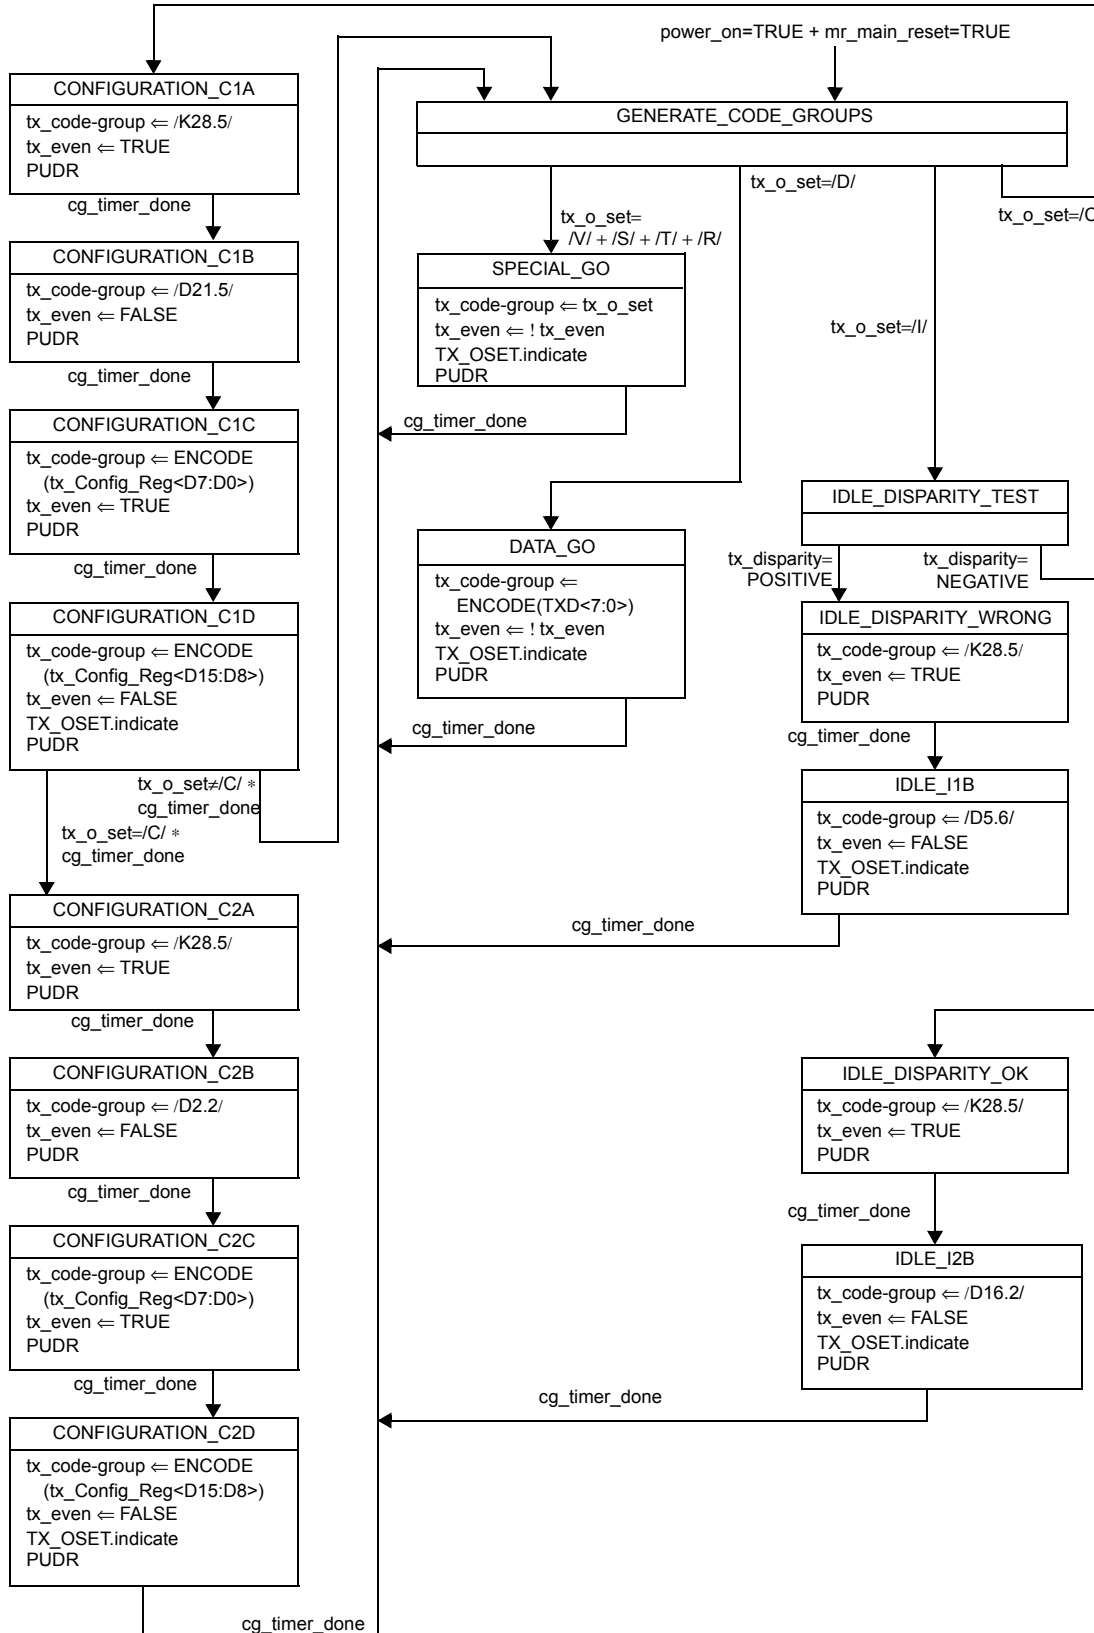 power_on=TRUE + mr_main_reset=TRUE
CONFIGURATION_C1A
tx_code-group ⇐ /K28.5/
tx_even ⇐ TRUE
PUDR
cg_timer_done
CONFIGURATION_C1B
tx_code-group ⇐ /D21.5/
tx_even ⇐ FALSE
PUDR
cg_timer_done
CONFIGURATION_C1C
tx_code-group ⇐ ENCODE
(tx_Config_Reg<D7:D0>)
tx_even ⇐ TRUE
PUDR
cg_timer_done
CONFIGURATION_C1D
tx_code-group ⇐ ENCODE
(tx_Config_Reg<D15:D8>)
tx_even ⇐ FALSE
TX_OSET.indicate
PUDR
tx_o_set≠/C/ ∗
cg_timer_done
tx_o_set=/C/ ∗
cg_timer_done
CONFIGURATION_C2A
tx_code-group ⇐ /K28.5/
tx_even ⇐ TRUE
PUDR
cg_timer_done
CONFIGURATION_C2B
tx_code-group ⇐ /D2.2/
tx_even ⇐ FALSE
PUDR
cg_timer_done
CONFIGURATION_C2C
tx_code-group ⇐ ENCODE
(tx_Config_Reg<D7:D0>)
tx_even ⇐ TRUE
PUDR
cg_timer_done
CONFIGURATION_C2D
tx_code-group ⇐ ENCODE
(tx_Config_Reg<D15:D8>)
tx_even ⇐ FALSE
TX_OSET.indicate
PUDR
cg_timer_done
GENERATE_CODE_GROUPS
tx_o_set=
/V/ + /S/ + /T/ + /R/
tx_o_set=/D/
tx_o_set=/I/
tx_o_set=/C
SPECIAL_GO
tx_code-group ⇐ tx_o_set
tx_even ⇐ ! tx_even
TX_OSET.indicate
PUDR
cg_timer_done
DATA_GO
tx_code-group ⇐
ENCODE(TXD<7:0>)
tx_even ⇐ ! tx_even
TX_OSET.indicate
PUDR
cg_timer_done
IDLE_DISPARITY_TEST
tx_disparity=
POSITIVE
tx_disparity=
NEGATIVE
IDLE_DISPARITY_WRONG
tx_code-group ⇐ /K28.5/
tx_even ⇐ TRUE
PUDR
cg_timer_done
IDLE_I1B
tx_code-group ⇐ /D5.6/
tx_even ⇐ FALSE
TX_OSET.indicate
PUDR
cg_timer_done
IDLE_DISPARITY_OK
tx_code-group ⇐ /K28.5/
tx_even ⇐ TRUE
PUDR
cg_timer_done
IDLE_I2B
tx_code-group ⇐ /D16.2/
tx_even ⇐ FALSE
TX_OSET.indicate
PUDR
cg_timer_done